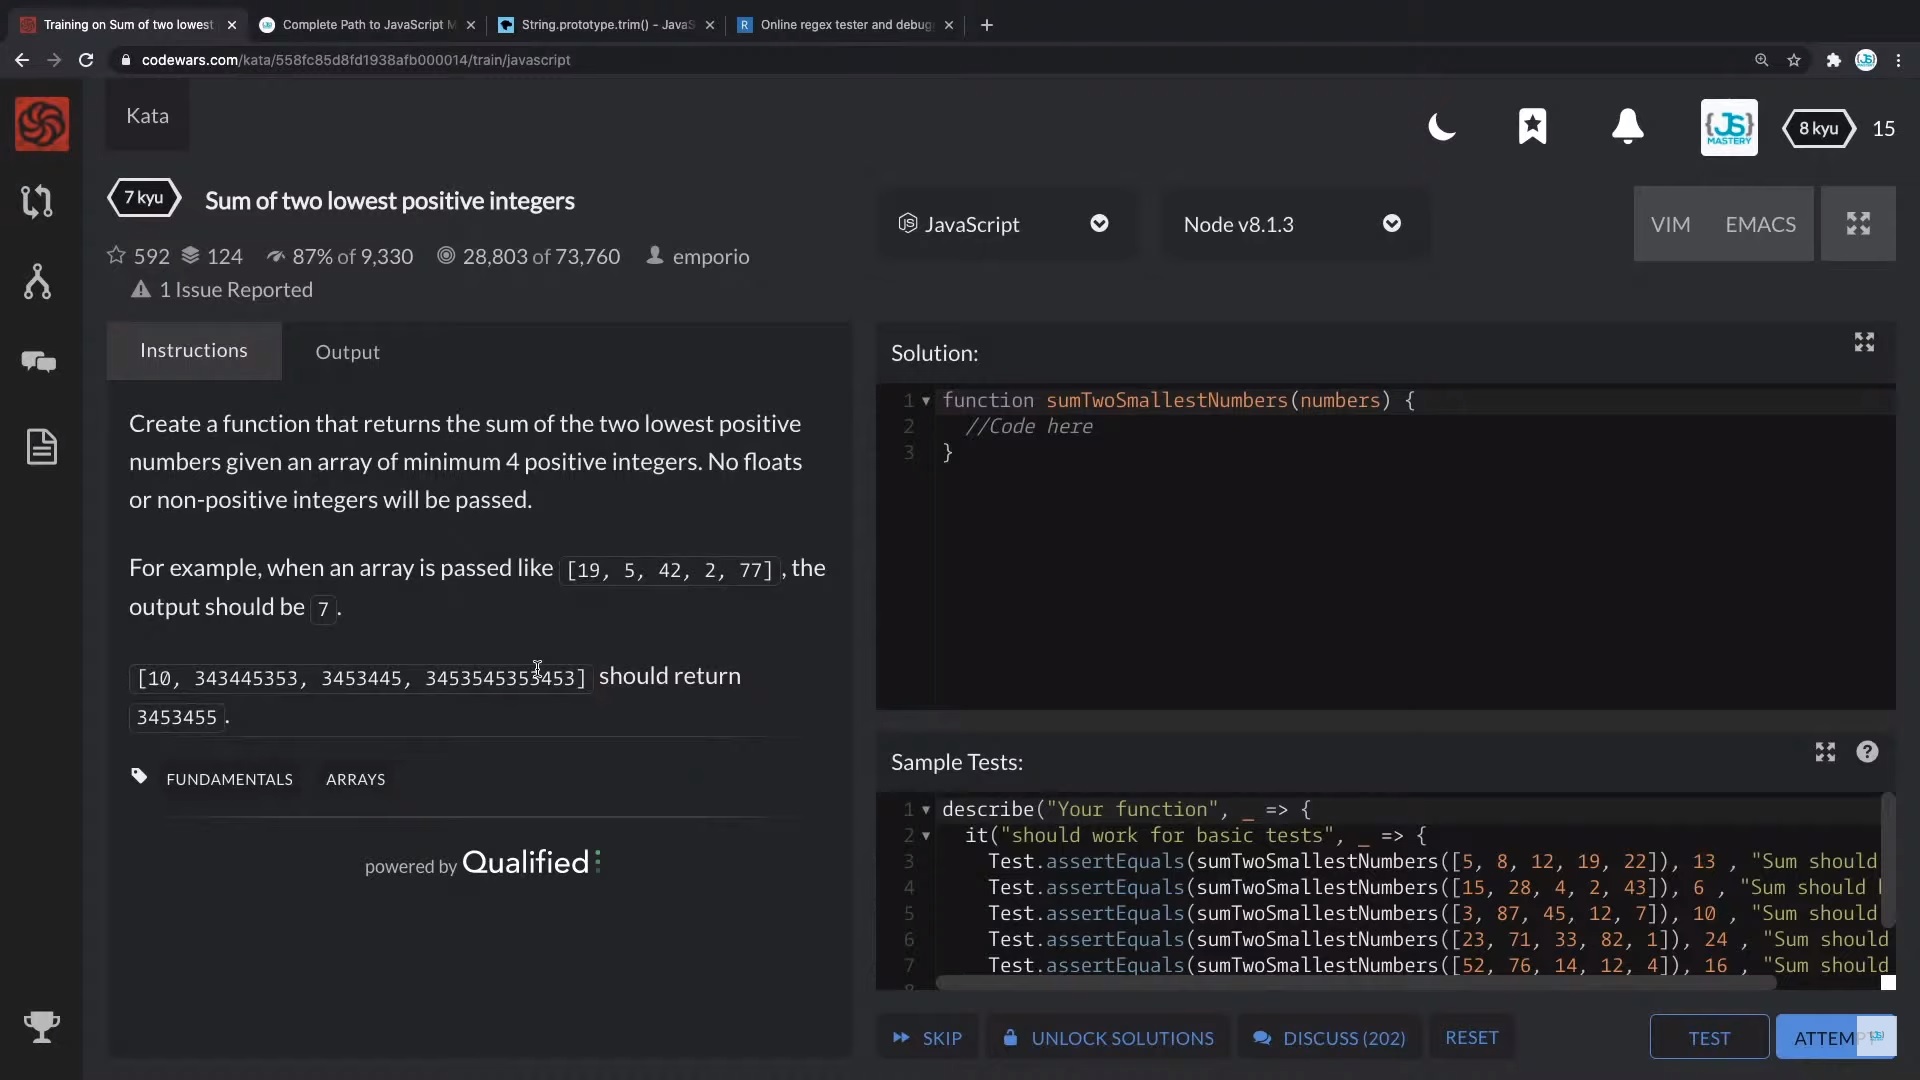 Training on Sum of two lowest
Complete Path to JavaScript M
String.prototype.trim() - JavaS
R
Online regex tester and debug
codewars.com/kata/558fc85d8fd1938afb000014/train/javascript
Kata
{JS}
MASTERY
8 kyu
15
7 kyu
Sum of two lowest positive integers
JavaScript
Node v8.1.3
VIM
EMACS
592
124
87% of 9,330
28,803 of 73,760
emporio
1 Issue Reported
Instructions
Output
Create a function that returns the sum of the two lowest positive
numbers given an array of minimum 4 positive integers. No floats
or non-positive integers will be passed.
For example, when an array is passed like [19, 5, 42, 2, 77], the
output should be 7.
[10, 343445353, 3453445, 3453545353453] should return
3453455.
FUNDAMENTALS
ARRAYS
powered by Qualified
Solution:
1 function sumTwoSmallestNumbers(numbers) {
2 //Code here
3 }
Sample Tests:
1 describe("Your function", _ => {
2 it("should work for basic tests", _ => {
3 Test.assertEquals(sumTwoSmallestNumbers([5, 8, 12, 19, 22]), 13 , "Sum should
4 Test.assertEquals(sumTwoSmallestNumbers([15, 28, 4, 2, 43]), 6 , "Sum should
5 Test.assertEquals(sumTwoSmallestNumbers([3, 87, 45, 12, 7]), 10 , "Sum should
6 Test.assertEquals(sumTwoSmallestNumbers([23, 71, 33, 82, 1]), 24 , "Sum should
7 Test.assertEquals(sumTwoSmallestNumbers([52, 76, 14, 12, 4]), 16 , "Sum should
SKIP
UNLOCK SOLUTIONS
DISCUSS (202)
RESET
TEST
ATTEM